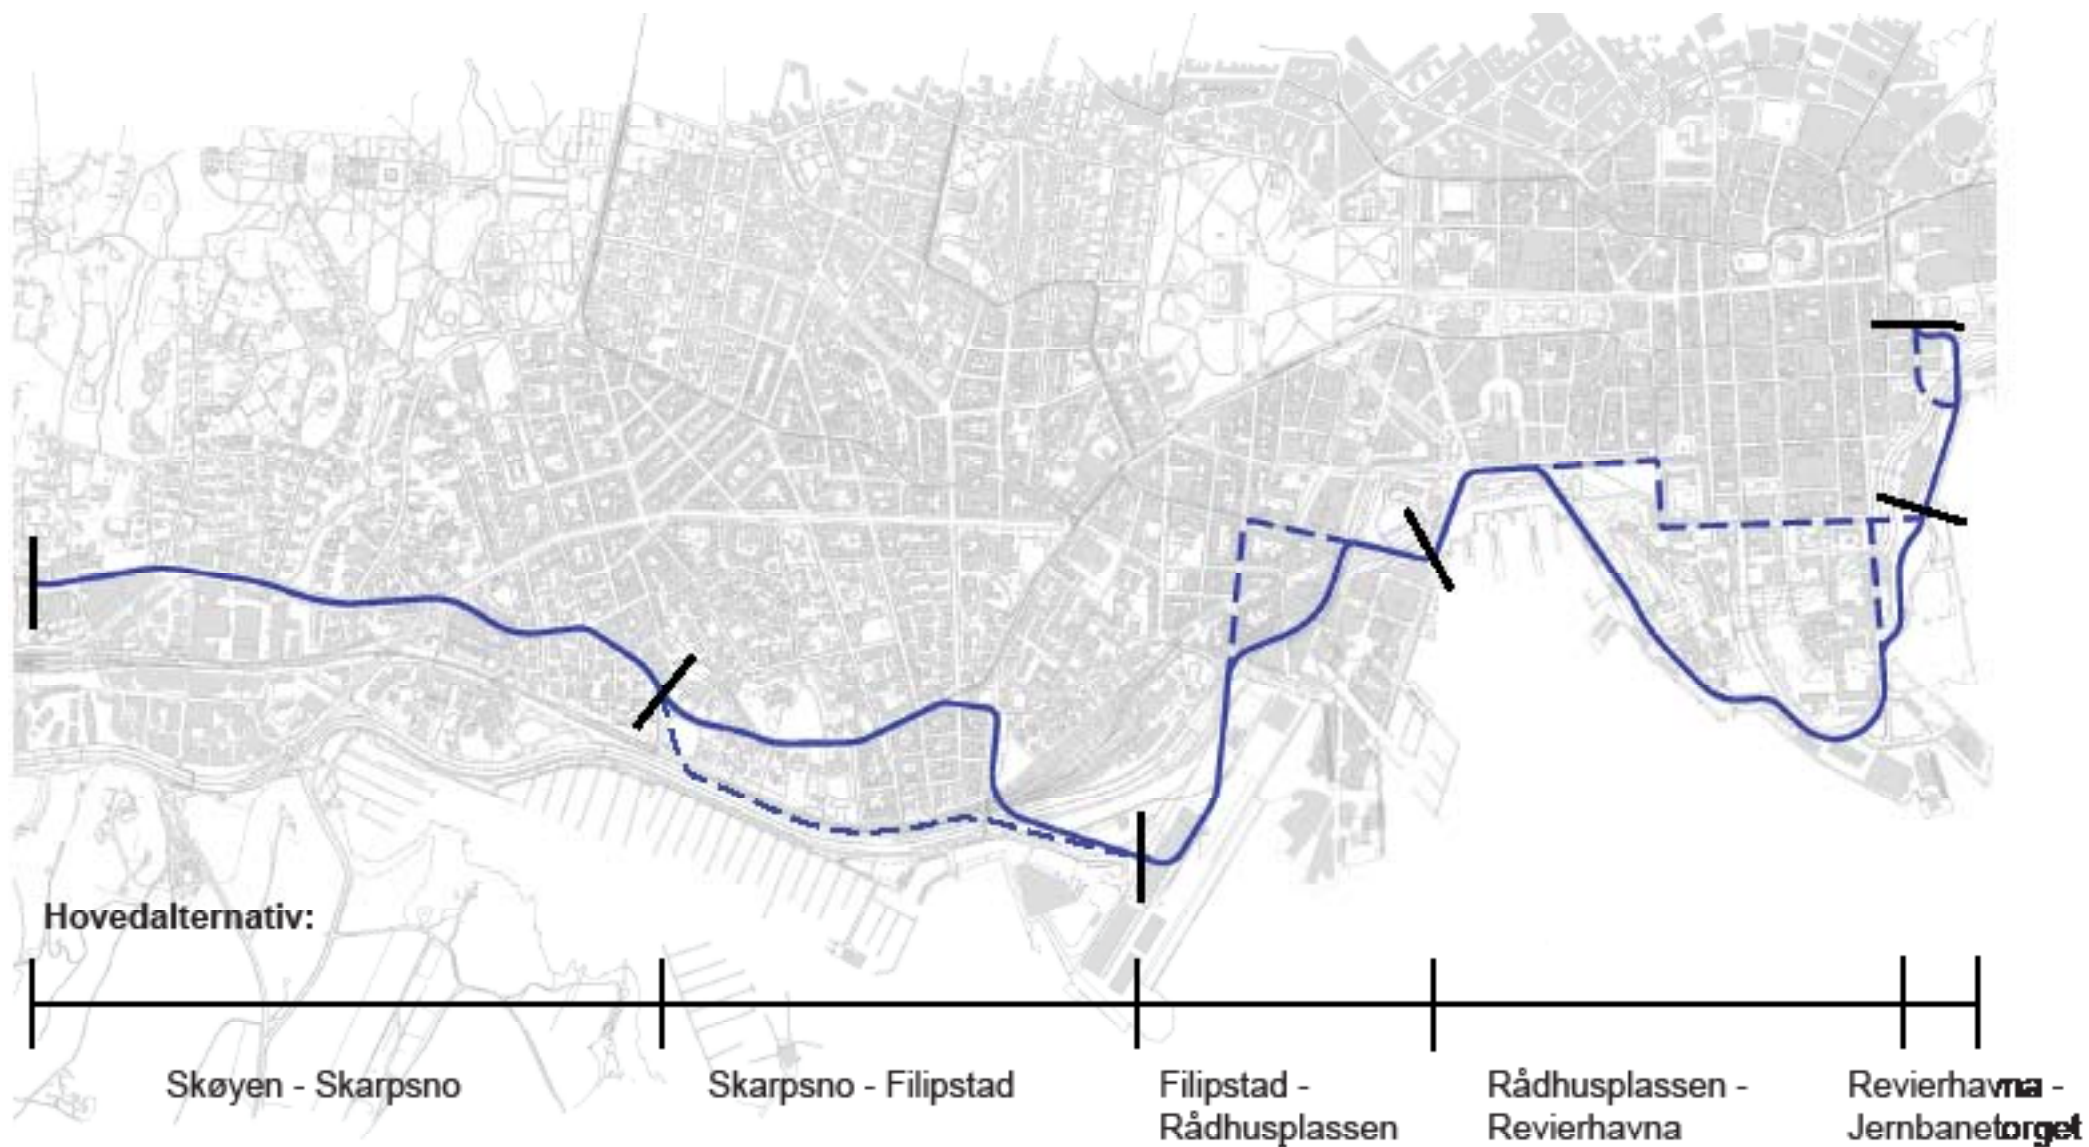 Hovedalternativ:
Skøyen - Skarpsno
Skarpsno - Filipstad
Filipstad -
Rådhusplassen
Rådhusplassen -
Revierhavna
Revierhavna -
Jernbanetorget